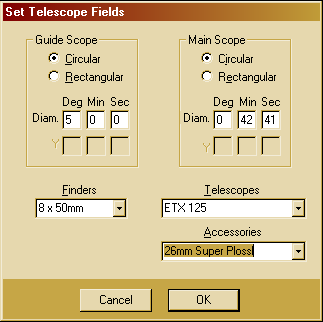 Set Telescope Fields
Guide Scope
Circular
Rectangular
Deg Min Sec
Diam. 5 0 0
Y
Main Scope
Circular
Rectangular
Deg Min Sec
Diam. 0 42 41
Y
Finders
8 x 50mm
Telescopes
ETX 125
Accessories
26mm Super Plossl
Cancel
OK